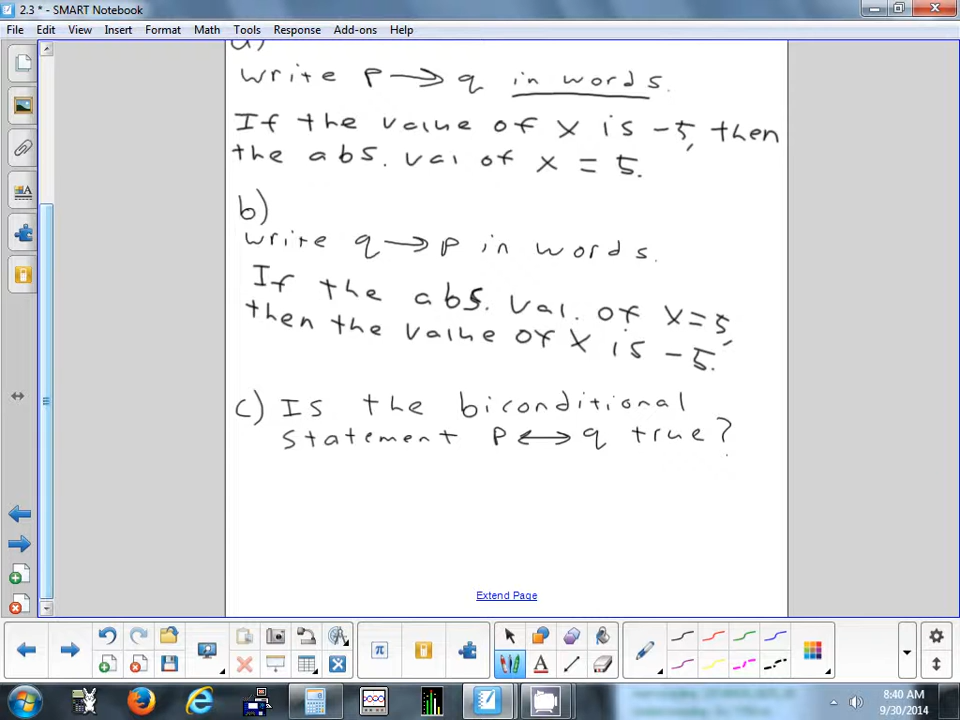 2.3 * - SMART Notebook
File Edit View Insert Format Math Tools Response Add-ons Help
a)
Write P → q in words.
If the value of X is -5, then
the abs. Val of X = 5.
b)
Write q → P in words.
If the abs. Val. of X=5,
then the value of X is -5.
c) Is the biconditional
Statement P ↔ q true?
Extend Page
8:40 AM
9/30/2014